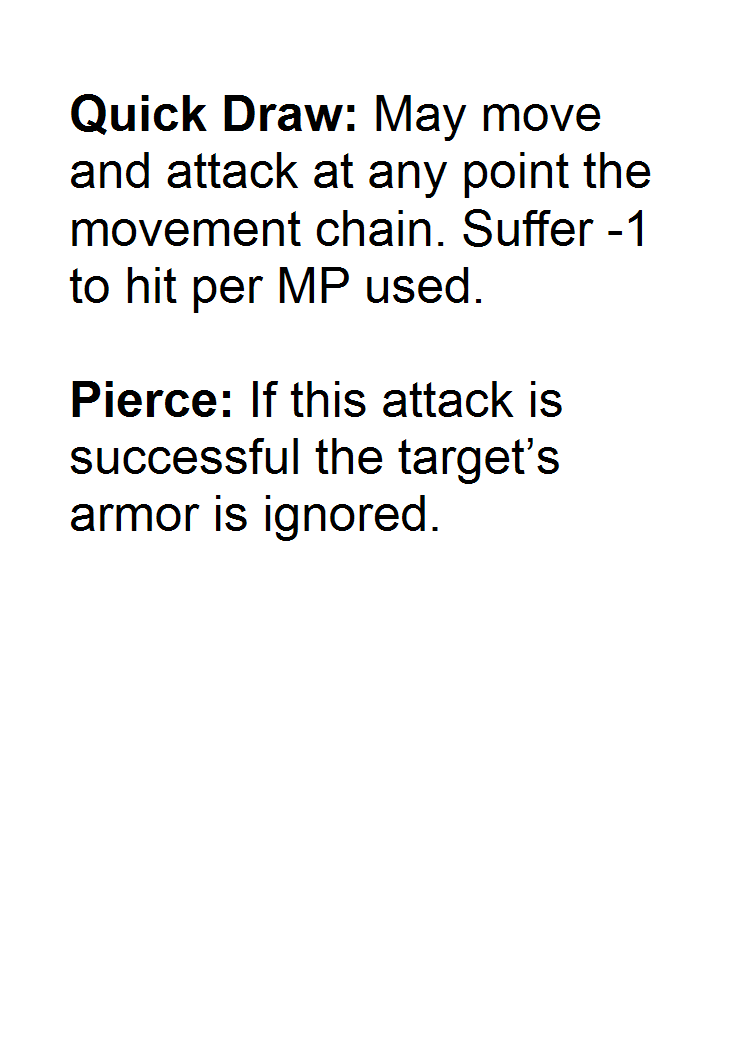 Quick Draw: May move
and attack at any point the
movement chain. Suffer -1
to hit per MP used.
Pierce: If this attack is
successful the target’s
armor is ignored.